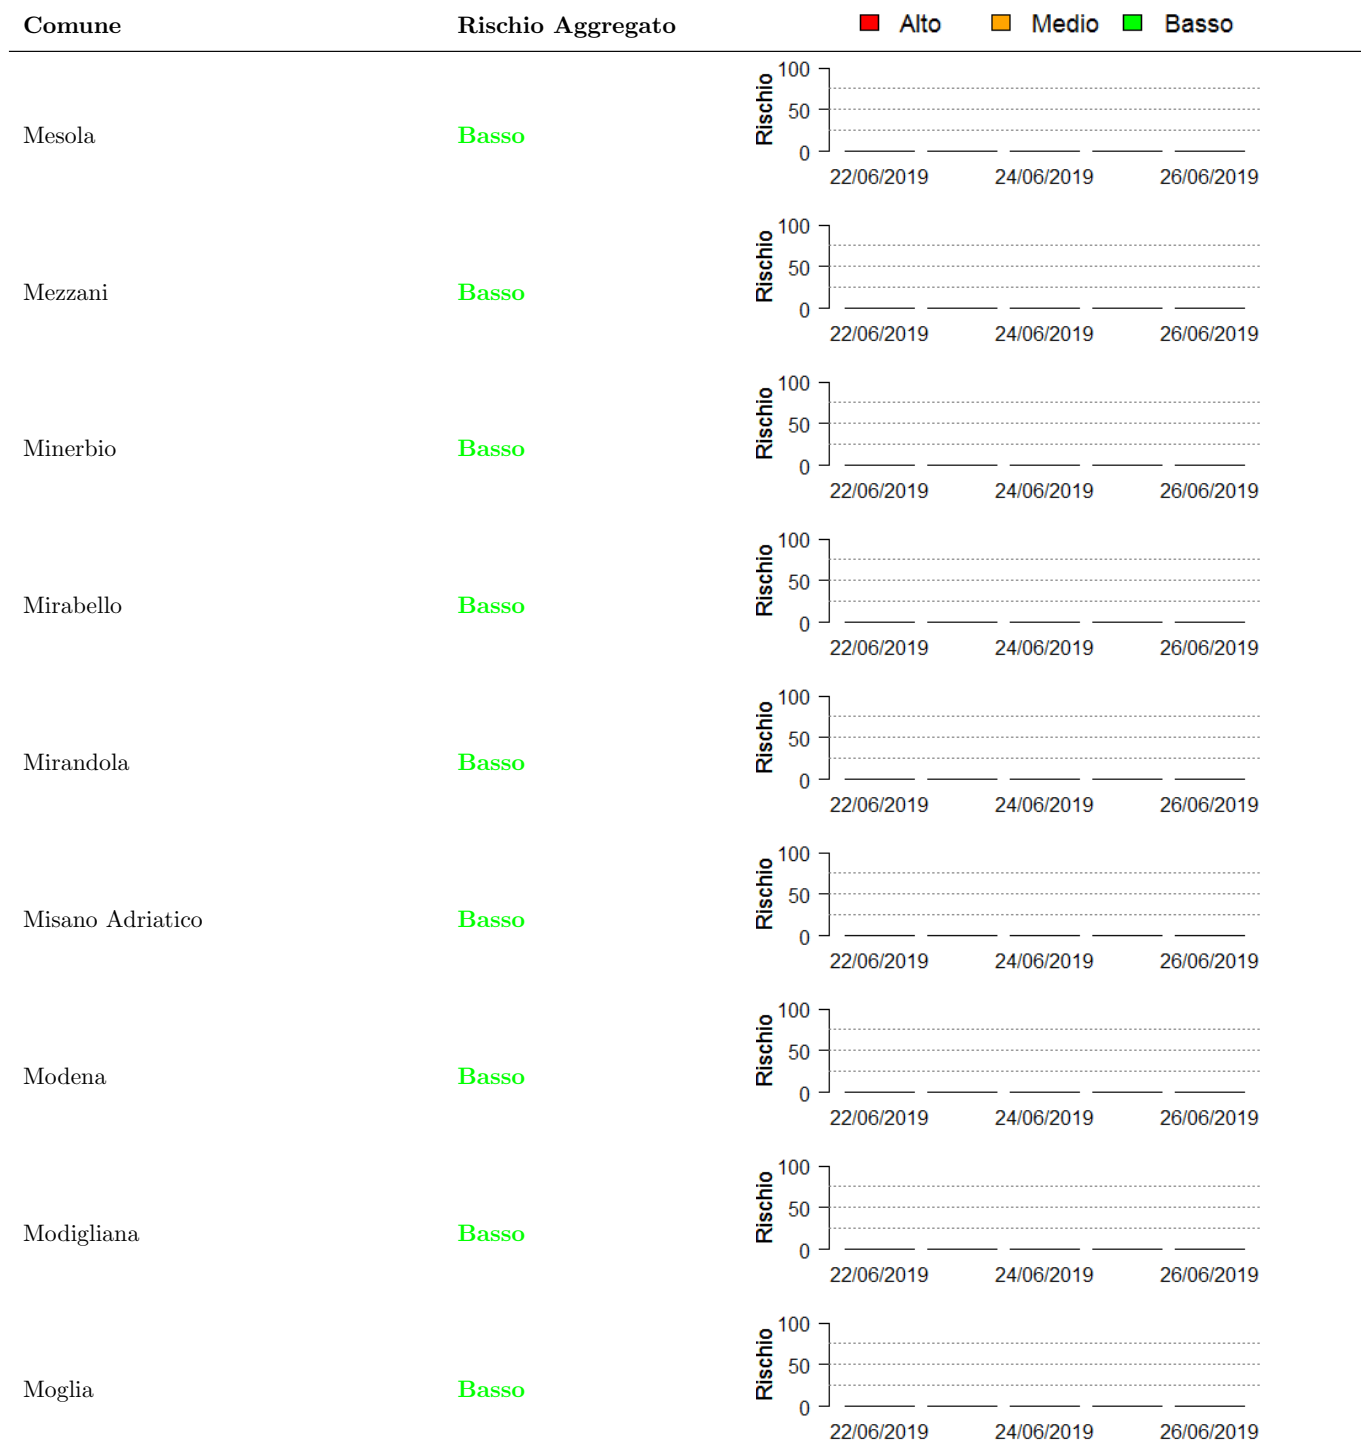 Comune Rischio Aggregato Alto Medio Basso
100
50
0
Rischio
Mesola Basso
22/06/2019 24/06/2019 26/06/2019
100
50
0
Rischio
Mezzani Basso
22/06/2019 24/06/2019 26/06/2019
100
50
0
Rischio
Minerbio Basso
22/06/2019 24/06/2019 26/06/2019
100
50
0
Rischio
Mirabello Basso
22/06/2019 24/06/2019 26/06/2019
100
50
0
Rischio
Mirandola Basso
22/06/2019 24/06/2019 26/06/2019
100
50
0
Rischio
Misano Adriatico Basso
22/06/2019 24/06/2019 26/06/2019
100
50
0
Rischio
Modena Basso
22/06/2019 24/06/2019 26/06/2019
100
50
0
Rischio
Modigliana Basso
22/06/2019 24/06/2019 26/06/2019
100
50
0
Rischio
Moglia Basso
22/06/2019 24/06/2019 26/06/2019